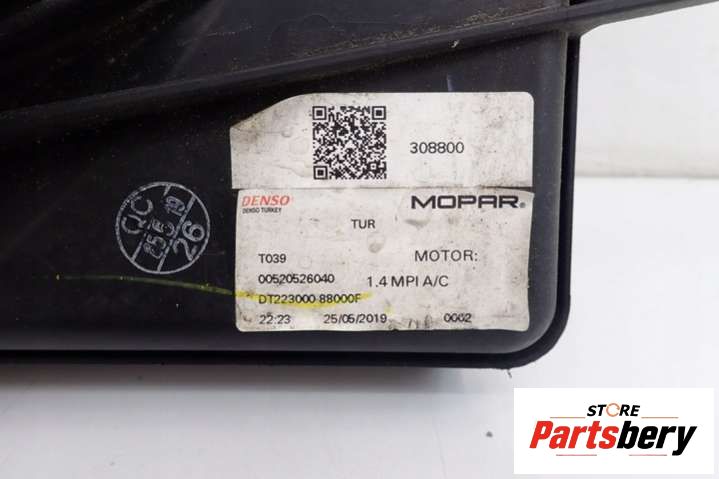 308800
DENSO
DENSO TURKEY
MOPAR®
TUR
T039
MOTOR:
00520526040
1.4 MPI A/C
DT223000-88000F
22:23 25/05/2019 0002
QC
26
STORE
Partsbery